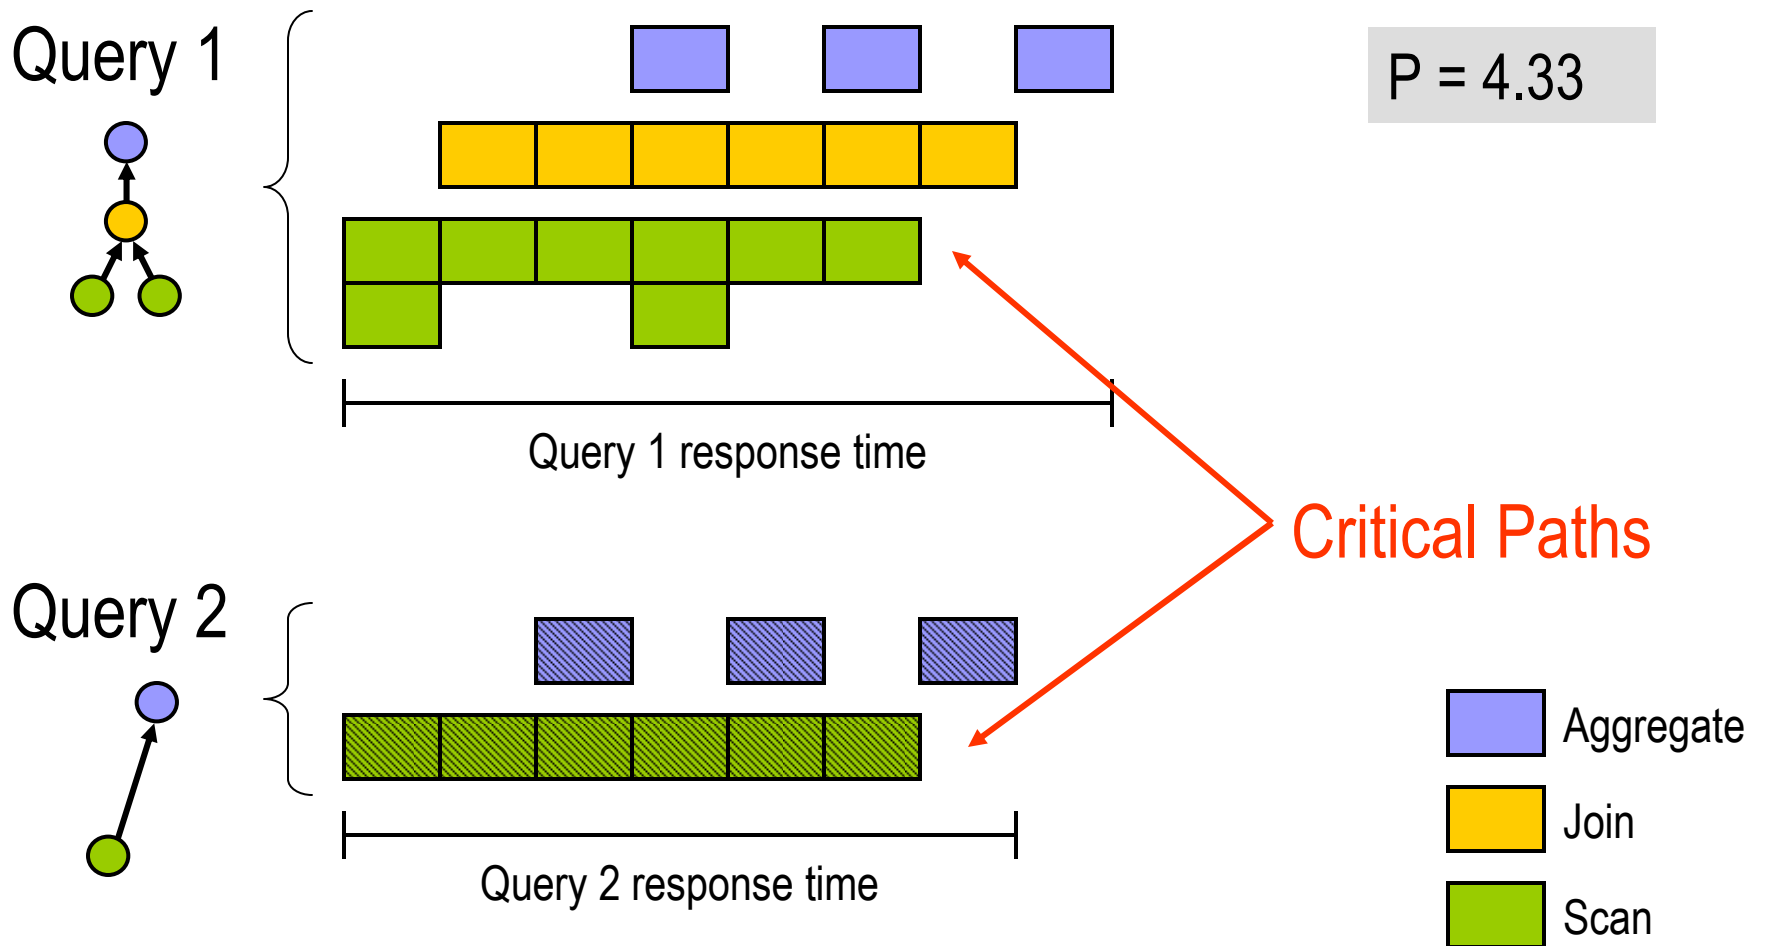 Query 1
P = 4.33
Query 1 response time
Critical Paths
Query 2
Query 2 response time
Aggregate
Join
Scan